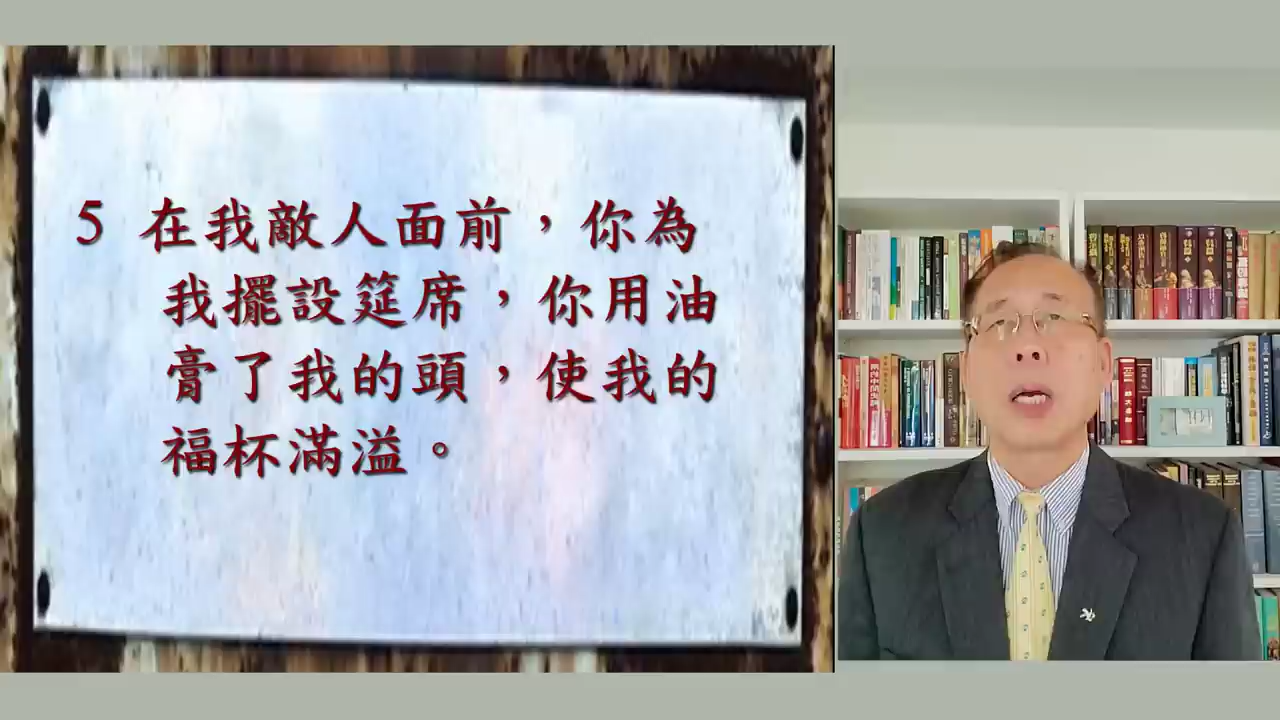 5 在我敵人面前，你為
我擺設筵席，你用油
膏了我的頭，使我的
福杯滿溢。